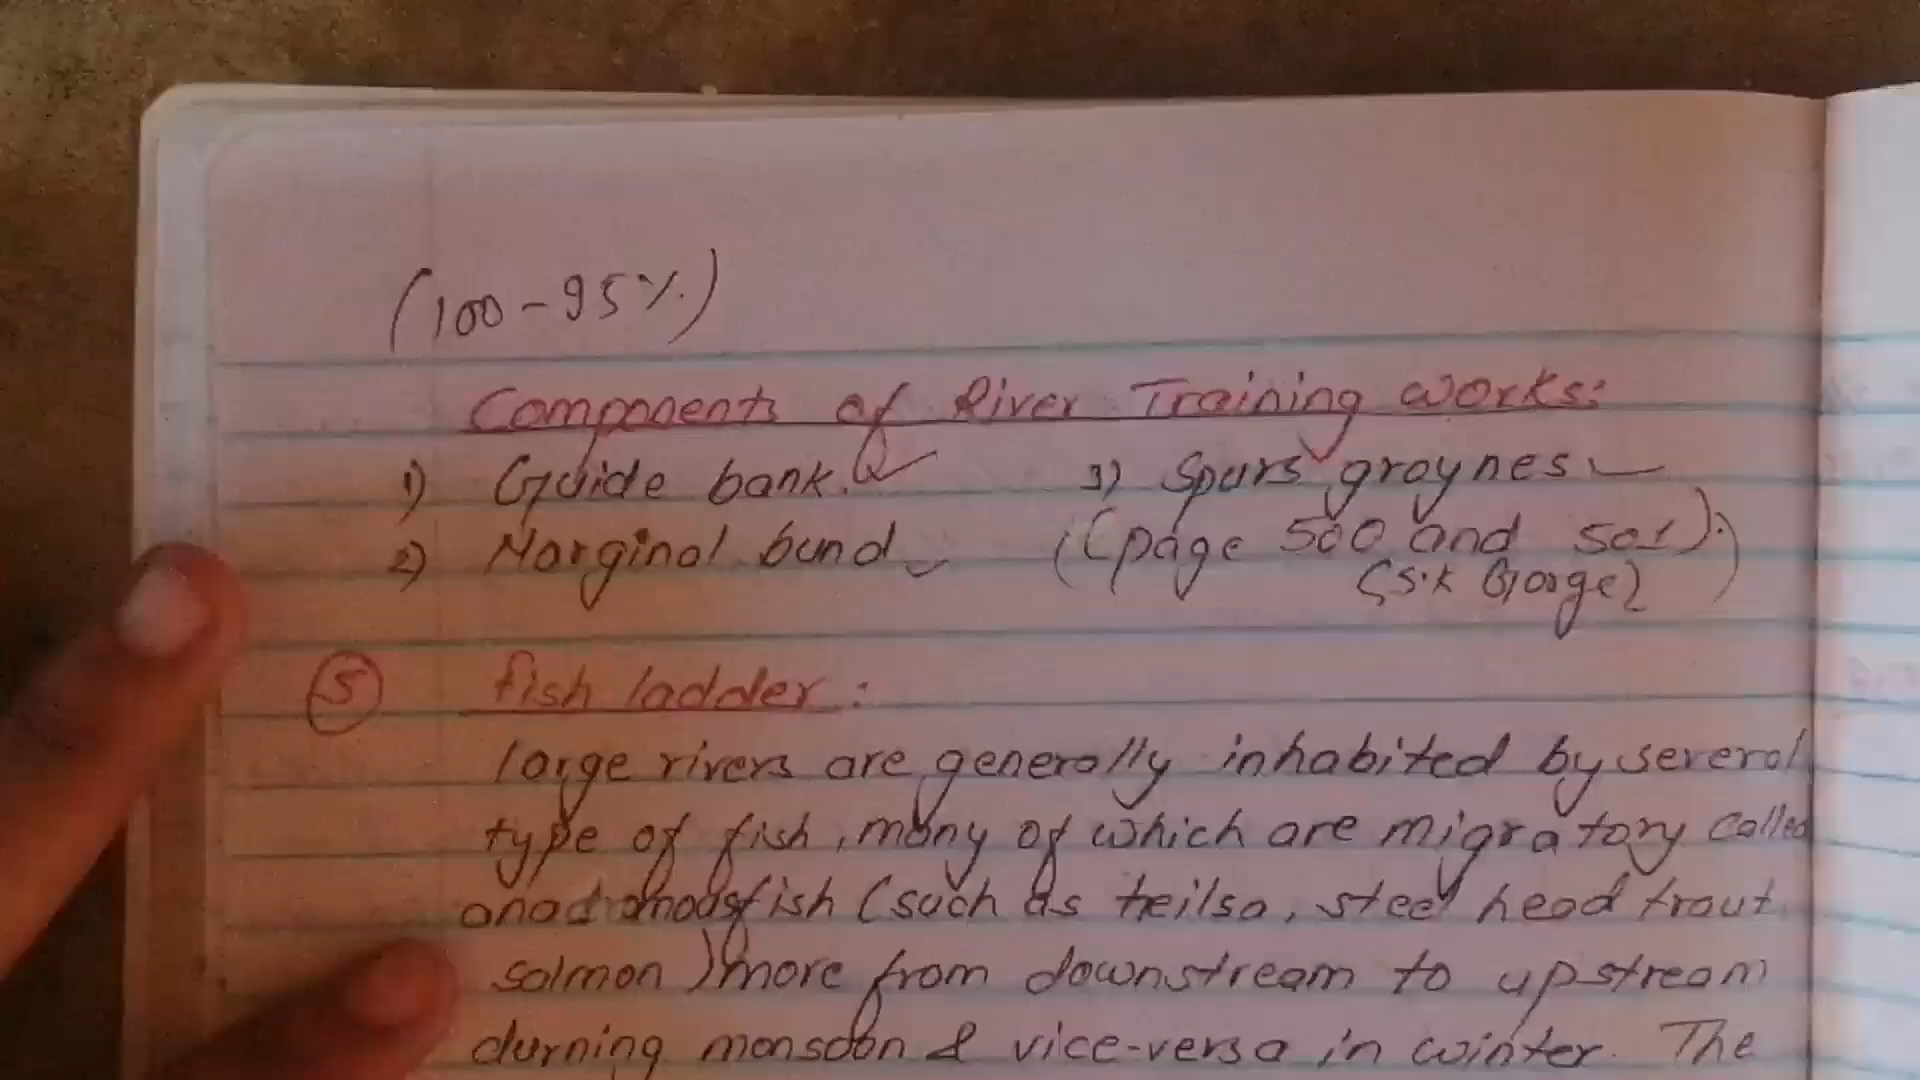 (100-95%)
Components of River Training works:
1) Guide bank. 3) Spurs groynes
2) Marginal bund ((page 500 and 501).)
(S.K Garge)
5 fish ladder:
large rivers are generally inhabited by several
type of fish, many of which are migratory called
fish (such as heilsa, steel head traut
salmon) more from downstream to upstream
durning monsoon & vice-versa in winter. The